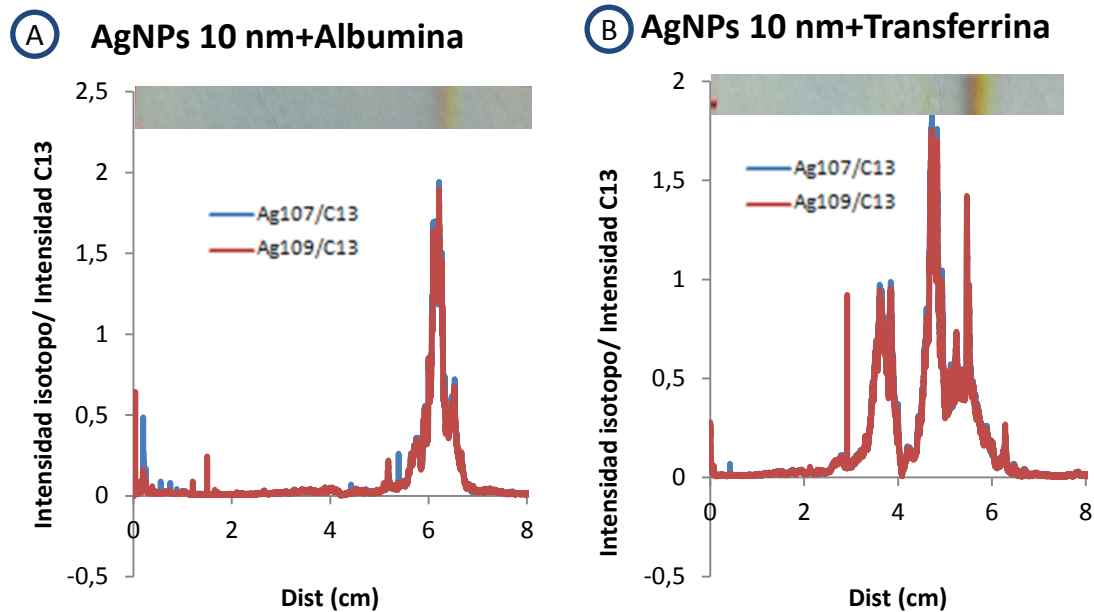 A AgNPs 10 nm+Albumina
2,5
2
1,5
1
0,5
0
-0,5
0 2 4 6 8
Intensidad isotopo/ Intensidad C13
Ag107/C13
Ag109/C13
Dist (cm)
B AgNPs 10 nm+Transferrina
2
1,5
1
0,5
0
-0,5
0 2 4 6 8
Intensidad isotopo/ Intensidad C13
Ag107/C13
Ag109/C13
Dist (cm)